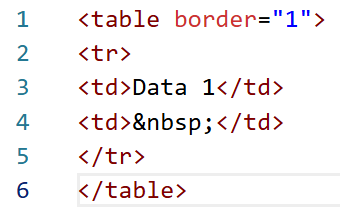 1 <table border="1">
2 <tr>
3 <td>Data 1</td>
4 <td>&nbsp;</td>
5 </tr>
6 </table>